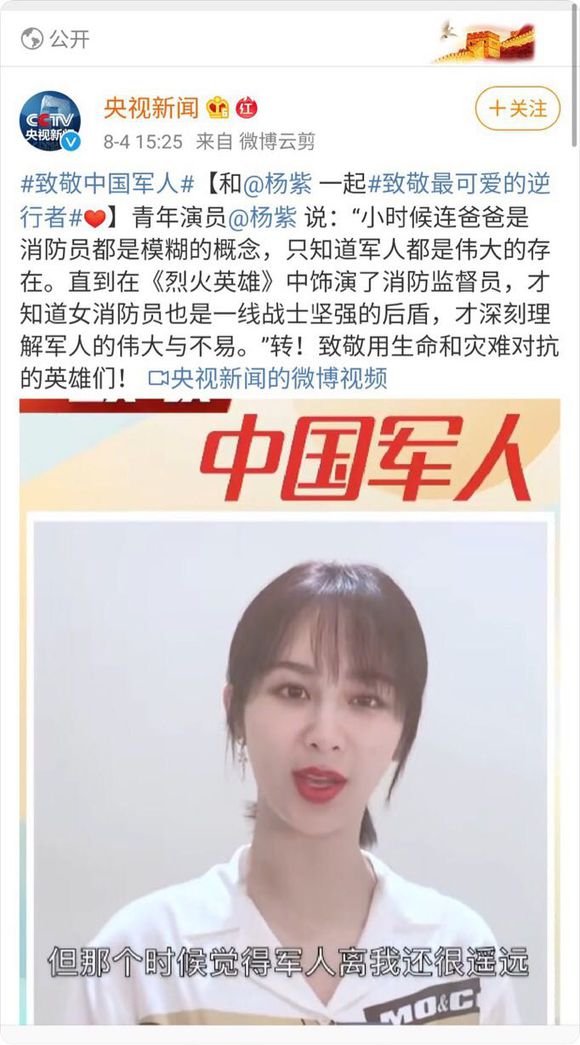 公开
CCTV
央视新闻
央视新闻
红
+关注
8-4 15:25 来自 微博云剪
#致敬中国军人#【和@杨紫 一起#致敬最可爱的逆
行者#❤】青年演员@杨紫 说：“小时候连爸爸是
消防员都是模糊的概念，只知道军人都是伟大的存
在。直到在《烈火英雄》中饰演了消防监督员，才
知道女消防员也是一线战士坚强的后盾，才深刻理
解军人的伟大与不易。”转！致敬用生命和灾难对抗
的英雄们！ 央视新闻的微博视频
中国军人
但那个时候觉得军人离我还很遥远
MO&C